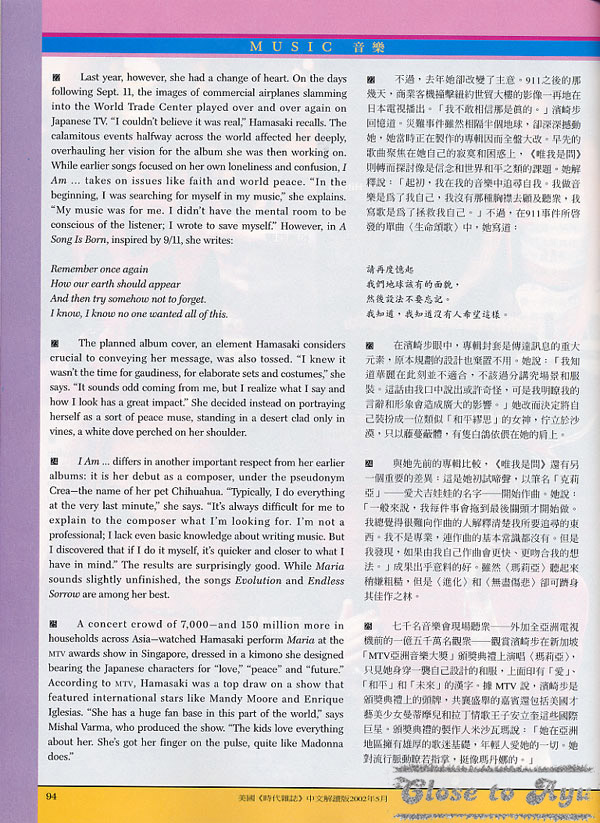 MUSIC 音樂
Last year, however, she had a change of heart. On the days
following Sept. 11, the images of commercial airplanes slamming
into the World Trade Center played over and over again on
Japanese TV. “I couldn’t believe it was real,” Hamasaki recalls. The
calamitous events halfway across the world affected her deeply,
overhauling her vision for the album she was then working on.
While earlier songs focused on her own loneliness and confusion, I
Am ... takes on issues like faith and world peace. “In the
beginning, I was searching for myself in my music,” she explains.
“My music was for me. I didn’t have the mental room to be
conscious of the listener; I wrote to save myself.” However, in A
Song Is Born, inspired by 9/11, she writes:
Remember once again
How our earth should appear
And then try somehow not to forget.
I know, I know no one wanted all of this.
The planned album cover, an element Hamasaki considers
crucial to conveying her message, was also tossed. “I knew it
wasn’t the time for gaudiness, for elaborate sets and costumes,” she
says. “It sounds odd coming from me, but I realize what I say and
how I look has a great impact.” She decided instead on portraying
herself as a sort of peace muse, standing in a desert clad only in
vines, a white dove perched on her shoulder.
I Am ... differs in another important respect from her earlier
albums: it is her debut as a composer, under the pseudonym
Crea—the name of her pet Chihuahua. “Typically, I do everything
at the very last minute,” she says. “It’s always difficult for me to
explain to the composer what I’m looking for. I’m not a
professional; I lack even basic knowledge about writing music. But
I discovered that if I do it myself, it’s quicker and closer to what I
have in mind.” The results are surprisingly good. While Maria
sounds slightly unfinished, the songs Evolution and Endless
Sorrow are among her best.
A concert crowd of 7,000—and 150 million more in
households across Asia—watched Hamasaki perform Maria at the
MTV awards show in Singapore, dressed in a kimono she designed
bearing the Japanese characters for “love,” “peace” and “future.”
According to MTV, Hamasaki was a top draw on a show that
featured international stars like Mandy Moore and Enrique
Iglesias. “She has a huge fan base in this part of the world,” says
Mishal Varma, who produced the show. “The kids love everything
about her. She’s got her finger on the pulse, quite like Madonna
does.”
不過，去年她卻改變了主意。911之後的那
幾天，商業客機撞擊紐約世貿大樓的影像一再地在
日本電視播出。「我不敢相信那是真的。」濱崎步
回憶道。災難事件雖然相隔半個地球，卻深深撼動
她，她當時正在製作的專輯因而全盤改。早先的
歌曲聚焦在她自己的寂寞和困惑上，《唯我是問》
則轉而探討像是信念和世界和平之類的課題。她解
釋說：「起初，我在我的音樂中追尋自我。我做音
樂是爲了我自己，我沒有那種胸襟去顧及聽眾，我
寫歌是爲了拯救我自己。」不過，在911事件所啓
發的單曲〈生命頌歌〉中，她寫道：
請再度憶起
我們地球該有的面貌，
然後設法不要忘記。
我知道，我知道沒有人希望這樣。
在濱崎步眼中，專輯封套是傳達訊息的重大
元素，原本規劃的設計也棄置不用。她說：「我知
道華麗在此刻並不適合，不該過分講究場景和服
裝。這話由我口中說出或許奇怪，可是我明瞭我的
言辭和形象會造成廣大的影響。」她改而決定將自
己裝扮成一位類似「和平繆思」的女神，佇立於沙
漠，只以藤蔓蔽體，有隻白鴿依偎在她的肩上。
與她先前的專輯比較，《唯我是問》還有另
一個重要的差異：這是她初試啼聲，以筆名「克莉
亞」——愛犬吉娃娃的名字——開始作曲。她說：
「一般來說，我每件事會拖到最後關頭才開始做。
我總覺得很難向作曲的人解釋清楚我所要追尋的東
西。我不是專業，連作曲的基本常識都沒有。但是
我發現，如果由我自己作曲會更快、更吻合我的想
法。」成果出乎意料的好。雖然〈瑪莉亞〉聽起來
稍嫌粗糙，但是〈進化〉和〈無盡傷悲〉卻可躋身
其佳作之林。
七千名音樂會現場聽眾——外加全亞洲電視
機前的一億五千萬名觀眾——觀賞濱崎步在新加坡
「MTV亞洲音樂大獎」頒獎典禮上演唱〈瑪莉亞〉，
只見她身穿一襲自己設計的和服，上面印有「愛」、
「和平」和「未來」的漢字。據 MTV 說，濱崎步是
頒獎典禮上的頭牌，共襄盛舉的嘉賓還包括美國才
藝美少女曼蒂摩兒和拉丁情歌王子安立奎這些國際
巨星。頒獎典禮的製作人米沙瓦瑪說：「她在亞洲
地區擁有雄厚的歌迷基礎，年輕人愛她的一切。她
對流行脈動瞭若指掌，挺像瑪丹娜的。」
94
美國《時代雜誌》中文解讀版2002年5月
Close to Ayu